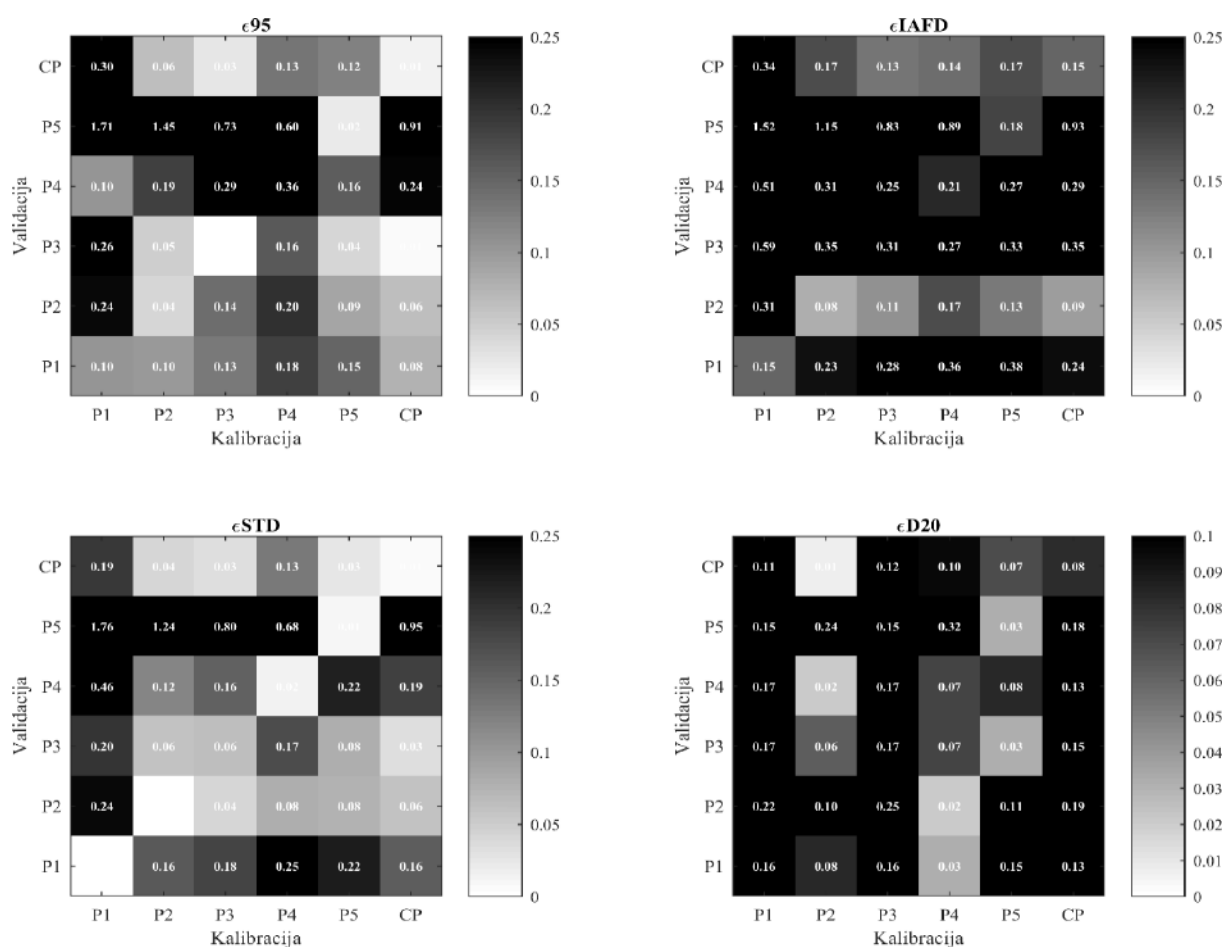 ϵ95
CP 0.30 0.06 0.03 0.13 0.12 0.01
P5 1.71 1.45 0.73 0.60 0.02 0.91
P4 0.10 0.19 0.29 0.36 0.16 0.24
P3 0.26 0.05 0.16 0.04
P2 0.24 0.04 0.14 0.20 0.09 0.06
P1 0.10 0.10 0.13 0.18 0.15 0.08
P1 P2 P3 P4 P5 CP
Kalibracija
Validacija
0.25
0.2
0.15
0.1
0.05
0
ϵIAFD
CP 0.34 0.17 0.13 0.14 0.17 0.15
P5 1.52 1.15 0.83 0.89 0.18 0.93
P4 0.51 0.31 0.25 0.21 0.27 0.29
P3 0.59 0.35 0.31 0.27 0.33 0.35
P2 0.31 0.08 0.11 0.17 0.13 0.09
P1 0.15 0.23 0.28 0.36 0.38 0.24
P1 P2 P3 P4 P5 CP
Kalibracija
Validacija
0.25
0.2
0.15
0.1
0.05
0
ϵSTD
CP 0.19 0.04 0.03 0.13 0.03
P5 1.76 1.24 0.80 0.68 0.01 0.95
P4 0.46 0.12 0.16 0.02 0.22 0.19
P3 0.20 0.06 0.06 0.17 0.08 0.03
P2 0.24 0.04 0.08 0.08 0.06
P1 0.16 0.18 0.25 0.22 0.16
P1 P2 P3 P4 P5 CP
Kalibracija
Validacija
0.25
0.2
0.15
0.1
0.05
0
ϵD20
CP 0.11 0.01 0.12 0.10 0.07 0.08
P5 0.15 0.24 0.15 0.32 0.03 0.18
P4 0.17 0.02 0.17 0.07 0.08 0.13
P3 0.17 0.06 0.17 0.07 0.03 0.15
P2 0.22 0.10 0.25 0.02 0.11 0.19
P1 0.16 0.08 0.16 0.03 0.15 0.13
P1 P2 P3 P4 P5 CP
Kalibracija
Validacija
0.1
0.09
0.08
0.07
0.06
0.05
0.04
0.03
0.02
0.01
0